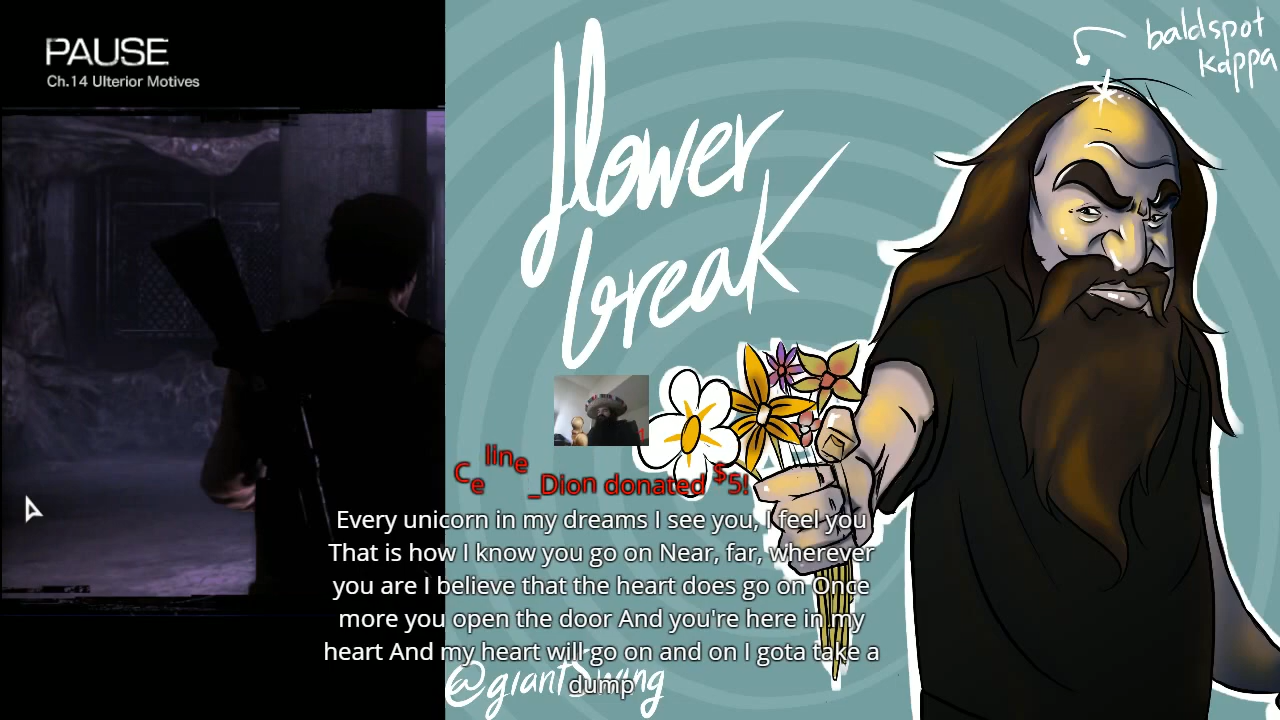 PAUSE
Ch.14 Ulterior Motives
baldspot
kappa
flower
break
Celine_Dion donated $5!
Every unicorn in my dreams I see you, I feel you
That is how I know you go on Near, far, wherever
you are I believe that the heart does go on Once
more you open the door And you're here in my
heart And my heart will go on and on I gota take a
dump